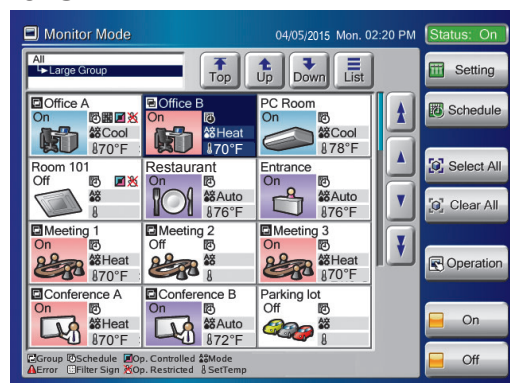 Monitor Mode
04/05/2015 Mon. 02:20 PM
Status: On
All
Large Group
Top
Up
Down
List
Setting
Office A
On
Cool
70°F
Office B
On
Heat
70°F
PC Room
On
Cool
78°F
Schedule
Room 101
Off
Restaurant
On
Auto
76°F
Entrance
On
Auto
76°F
Select All
Clear All
Meeting 1
On
Heat
70°F
Meeting 2
Off
Meeting 3
On
Heat
70°F
Operation
Conference A
On
Heat
70°F
Conference B
On
Auto
72°F
Parking lot
Off
On
Off
Group Schedule Op. Controlled Mode
Error Filter Sign Op. Restricted SetTemp